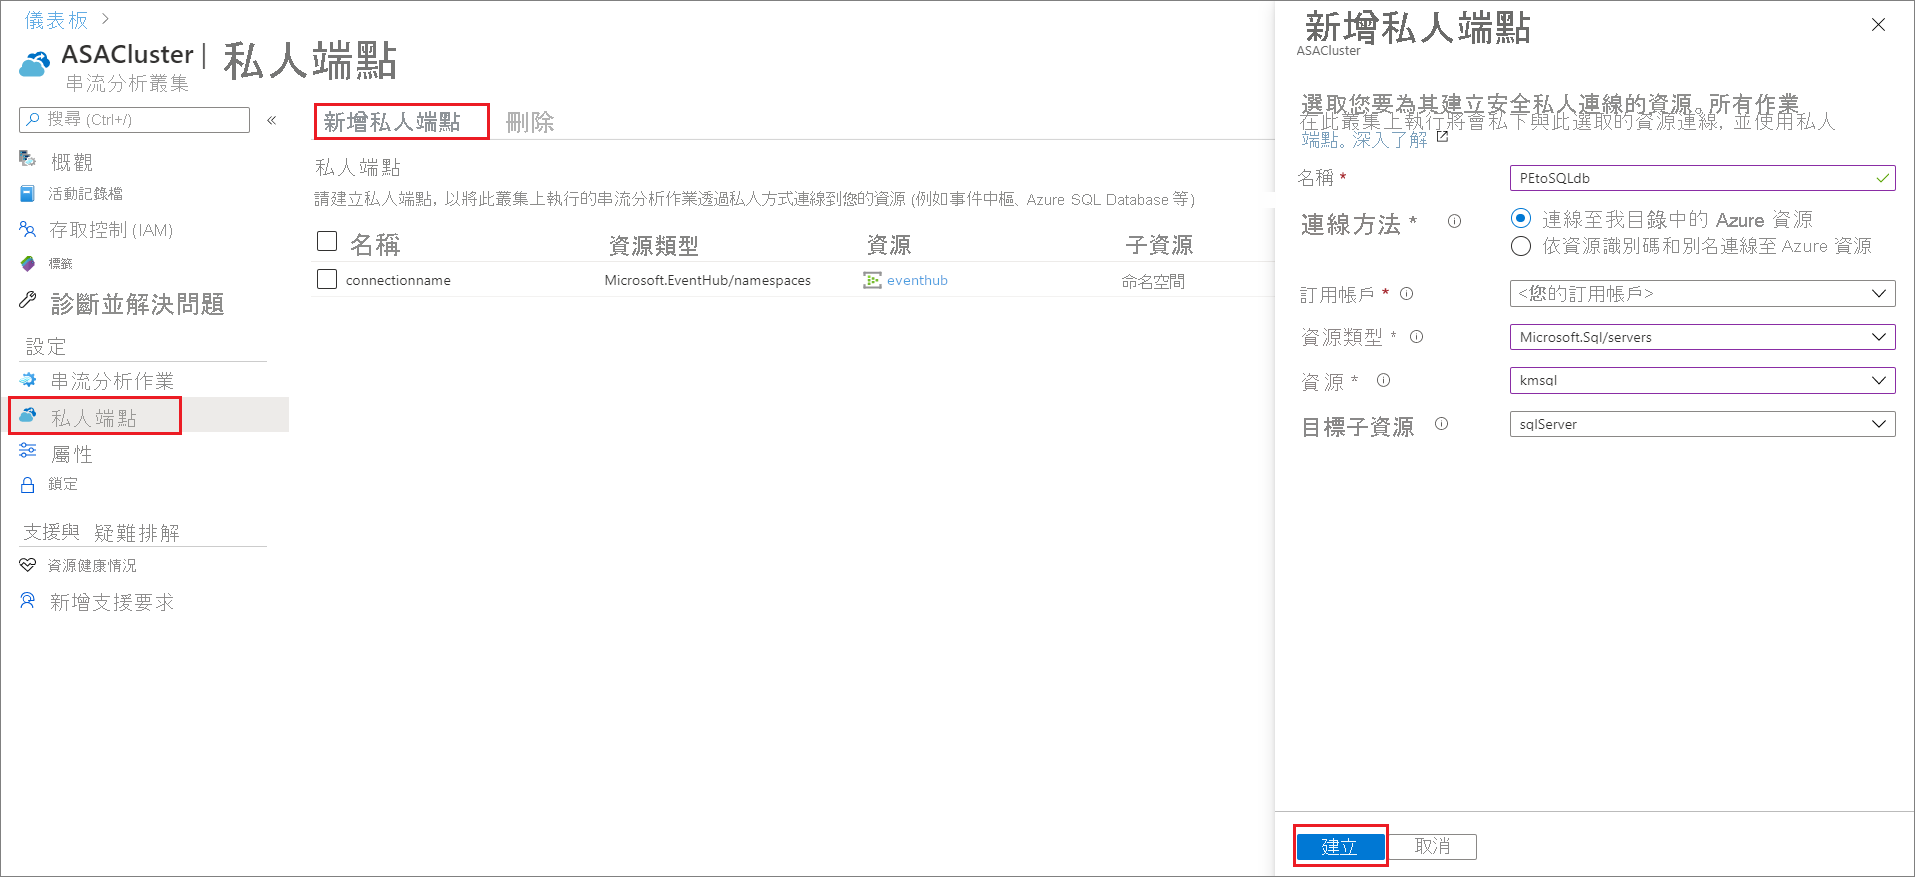 儀表板 >
ASACluster | 私人端點
串流分析叢集
搜尋 (Ctrl+/)
«
概觀
活動記錄檔
存取控制 (IAM)
標籤
診斷並解決問題
設定
串流分析作業
私人端點
屬性
鎖定
支援與 疑難排解
資源健康情況
新增支援要求
新增私人端點 刪除
私人端點
請建立私人端點, 以將此叢集上執行的串流分析作業透過私人方式連線到您的資源 (例如事件中樞、Azure SQL Database 等)
名稱 資源類型 資源 子資源
connectionname Microsoft.EventHub/namespaces eventhub 命名空間
新增私人端點
ASACluster
選取您要為其建立安全私人連線的資源。所有作業
在此叢集上執行將會私下與此選取的資源連線, 並使用私人
端點。深入了解
名稱 * PEtoSQLdb
連線方法 * 連線至我目錄中的 Azure 資源
依資源識別碼和別名連線至 Azure 資源
訂用帳戶 * <您的訂用帳戶>
資源類型 * Microsoft.Sql/servers
資源 * kmsql
目標子資源 sqlServer
建立 取消